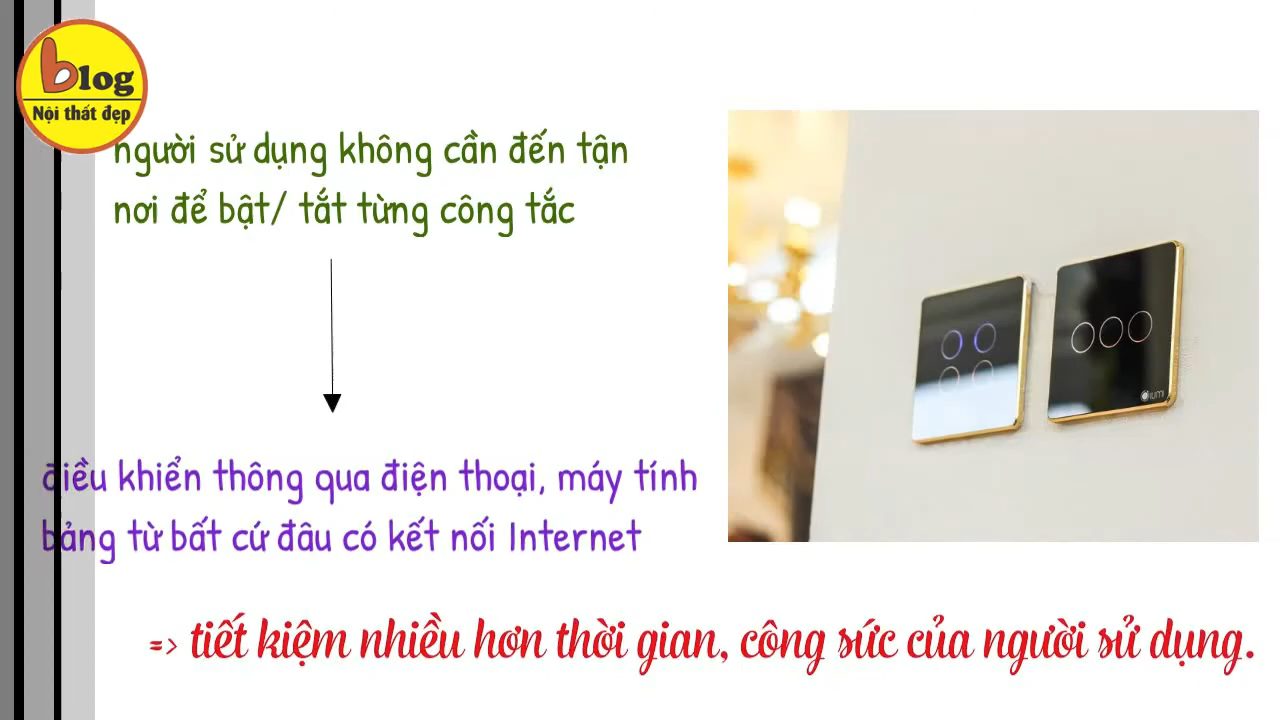 blog
Nội thất đẹp
người sử dụng không cần đến tận
nơi để bật/ tắt từng công tắc
điều khiển thông qua điện thoại, máy tính
bảng từ bất cứ đâu có kết nối Internet
=> tiết kiệm nhiều hơn thời gian, công sức của người sử dụng.
lumi